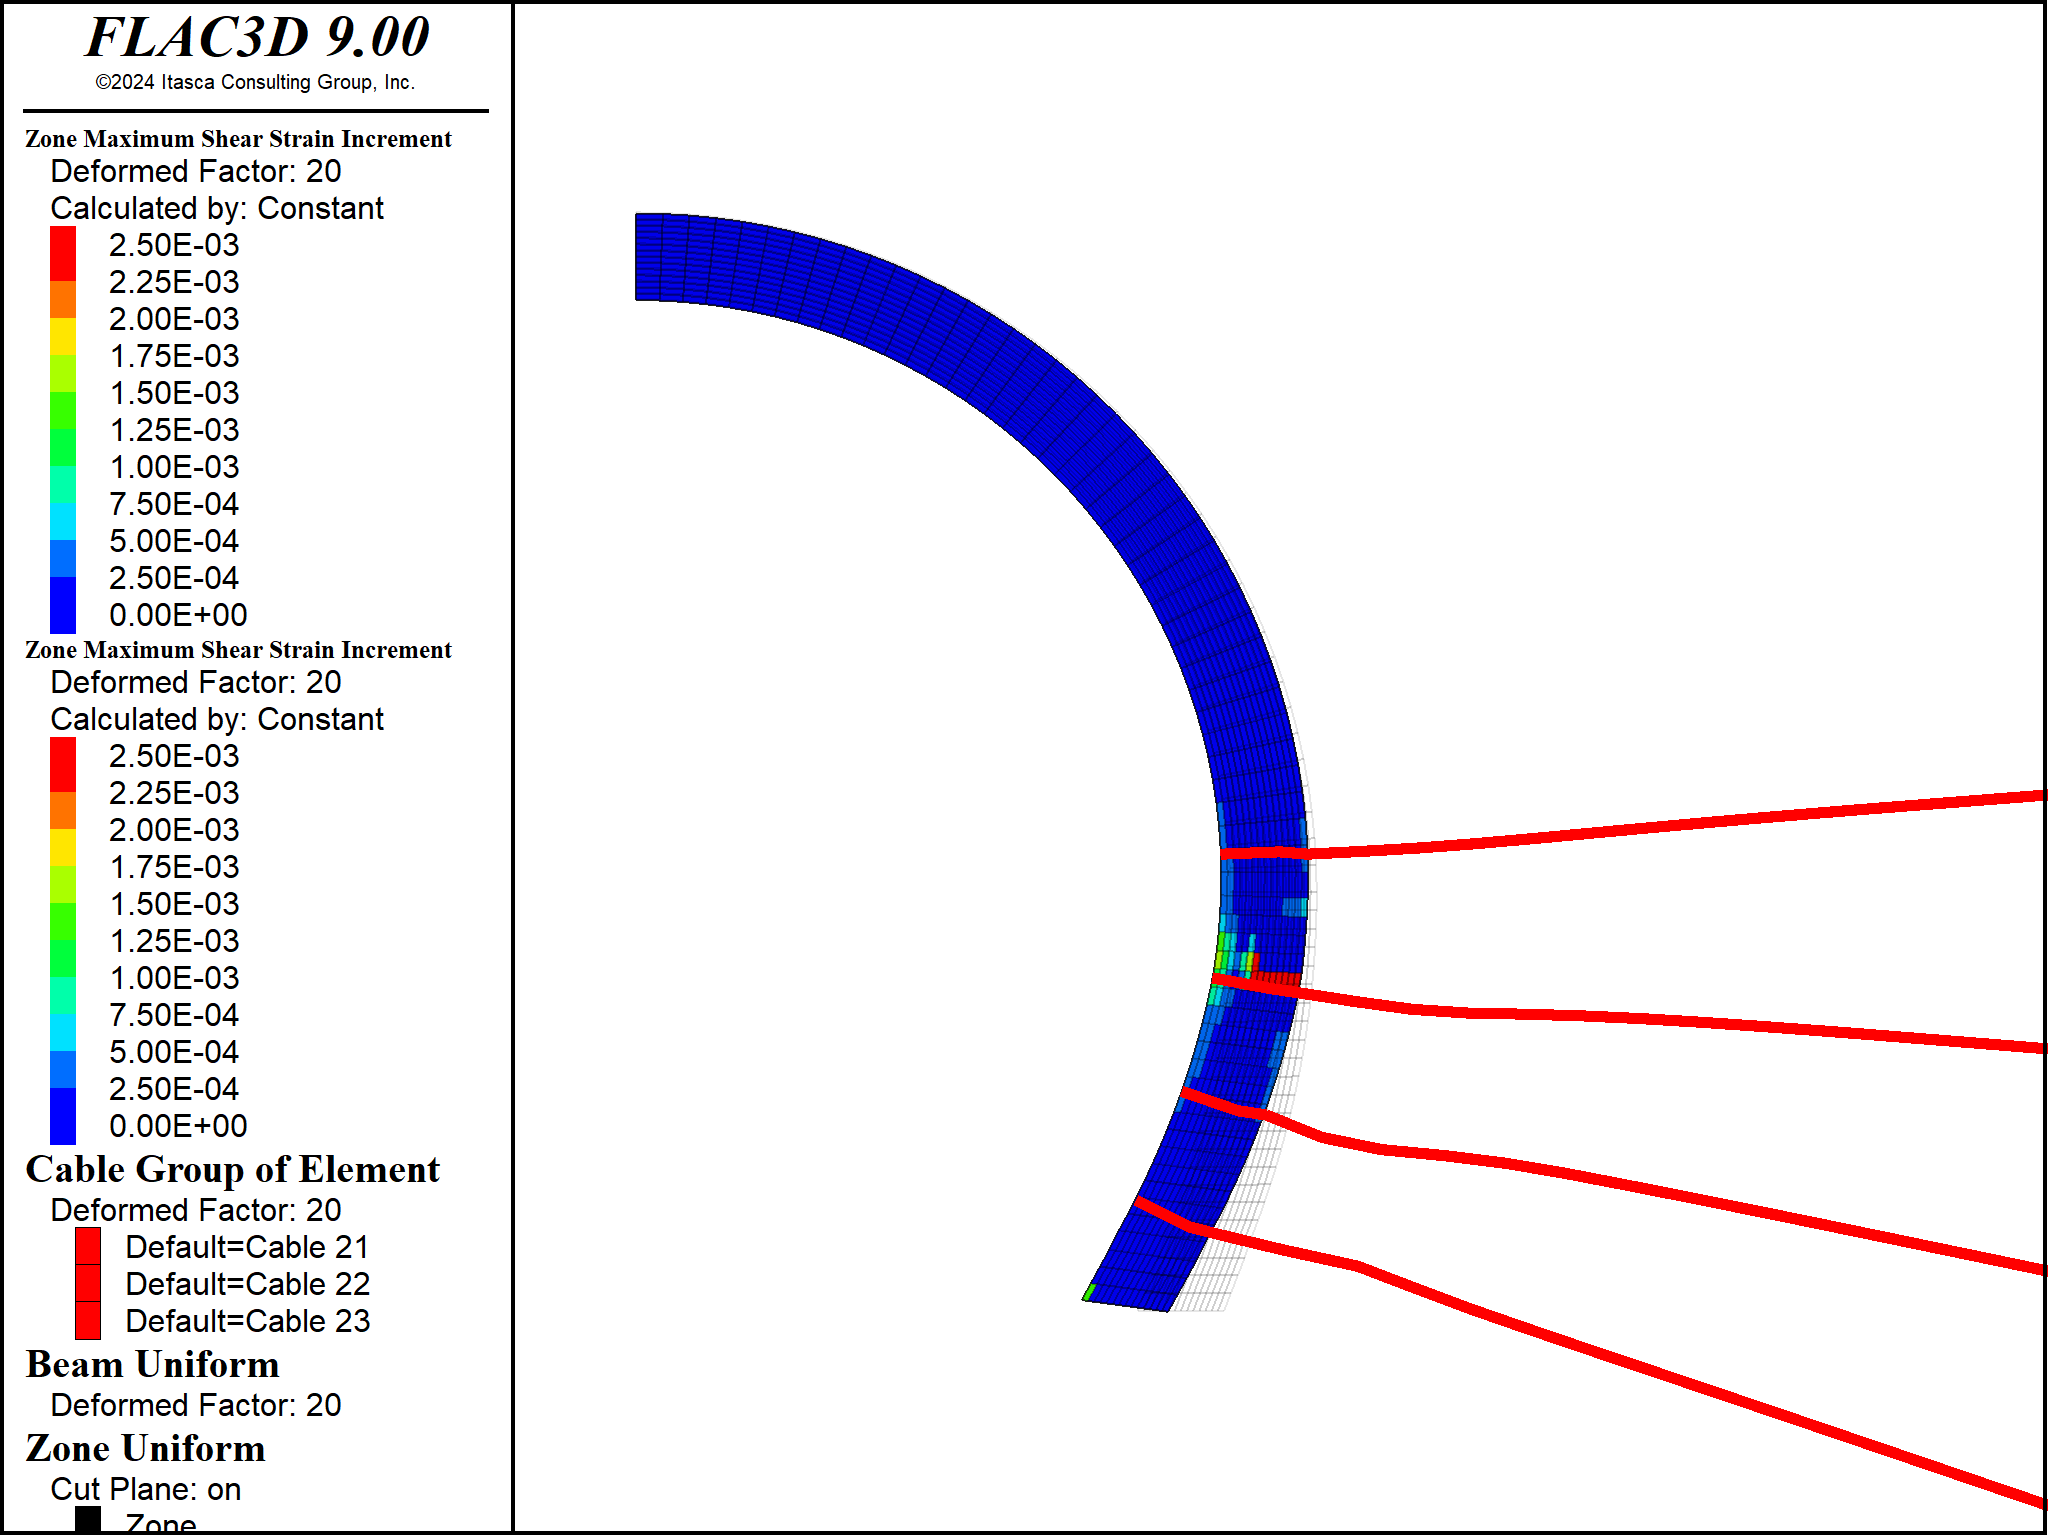 FLAC3D 9.00
©2024 Itasca Consulting Group, Inc.
Zone Maximum Shear Strain Increment
Deformed Factor: 20
Calculated by: Constant
2.50E-03
2.25E-03
2.00E-03
1.75E-03
1.50E-03
1.25E-03
1.00E-03
7.50E-04
5.00E-04
2.50E-04
0.00E+00
Zone Maximum Shear Strain Increment
Deformed Factor: 20
Calculated by: Constant
2.50E-03
2.25E-03
2.00E-03
1.75E-03
1.50E-03
1.25E-03
1.00E-03
7.50E-04
5.00E-04
2.50E-04
0.00E+00
Cable Group of Element
Deformed Factor: 20
Default=Cable 21
Default=Cable 22
Default=Cable 23
Beam Uniform
Deformed Factor: 20
Zone Uniform
Cut Plane: on
Zone